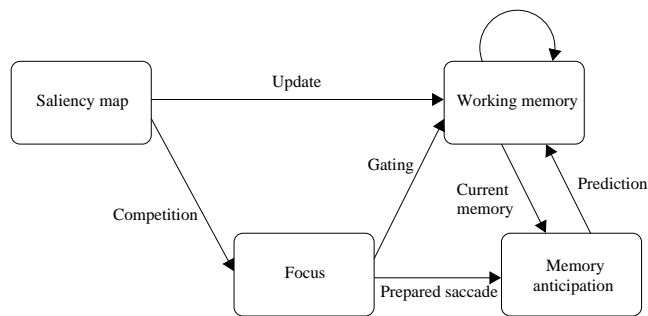 Update
Saliency map
Working memory
Gating
Prediction
Current
memory
Competition
Focus
Memory
anticipation
Prepared saccade